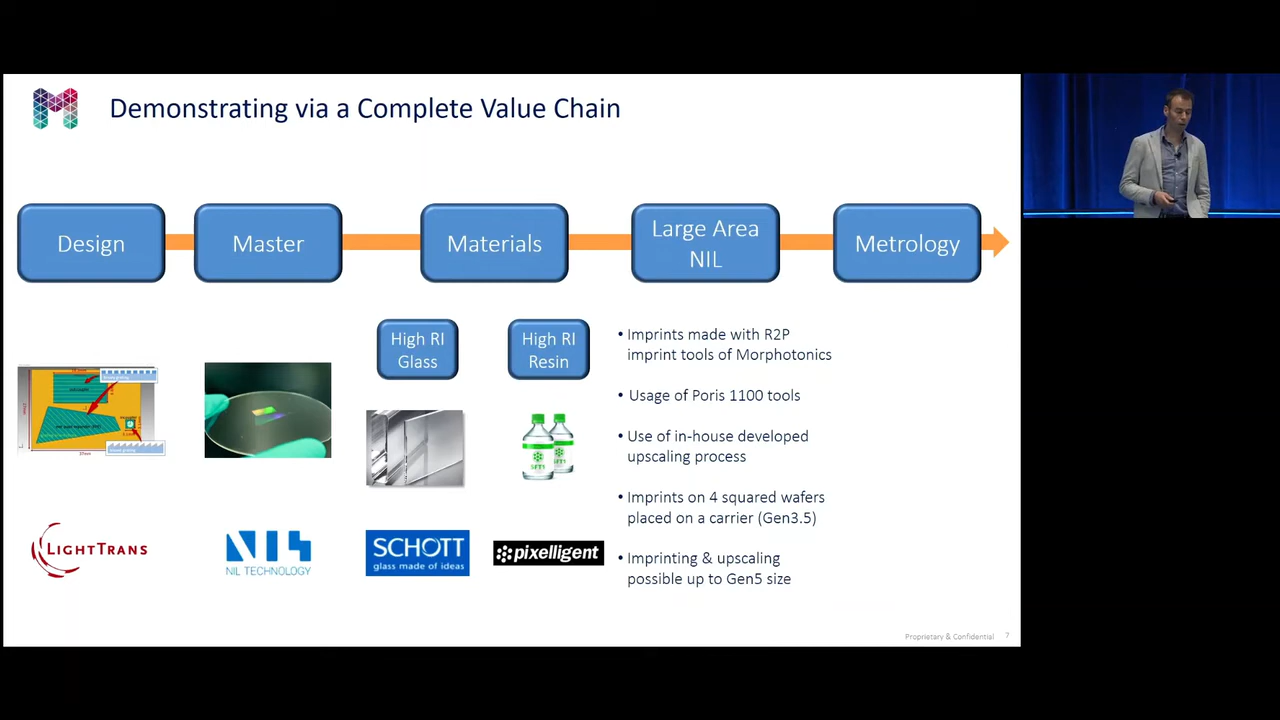 Demonstrating via a Complete Value Chain
Design
Master
Materials
Large Area
NIL
Metrology
High RI
Glass
High RI
Resin
LIGHTTRANS
NIL TECHNOLOGY
SCHOTT
glass made of ideas
pixelligent
• Imprints made with R2P
imprint tools of Morphotonics
• Usage of Poris 1100 tools
• Use of in-house developed
upscaling process
• Imprints on 4 squared wafers
placed on a carrier (Gen3.5)
• Imprinting & upscaling
possible up to Gen5 size
Proprietary & Confidential 7